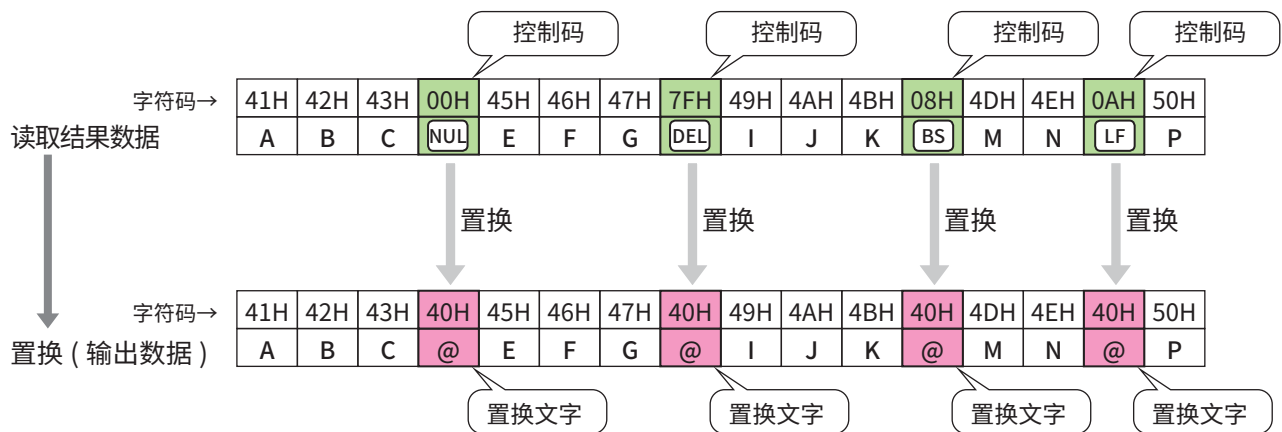 控制码 控制码 控制码 控制码
字符码→ 41H 42H 43H 00H 45H 46H 47H 7FH 49H 4AH 4BH 08H 4DH 4EH 0AH 50H
读取结果数据 A B C NUL E F G DEL I J K BS M N LF P
置换 置换 置换 置换
字符码→ 41H 42H 43H 40H 45H 46H 47H 40H 49H 4AH 4BH 40H 4DH 4EH 40H 50H
置换 ( 输出数据 ) A B C @ E F G @ I J K @ M N @ P
置换文字 置换文字 置换文字 置换文字